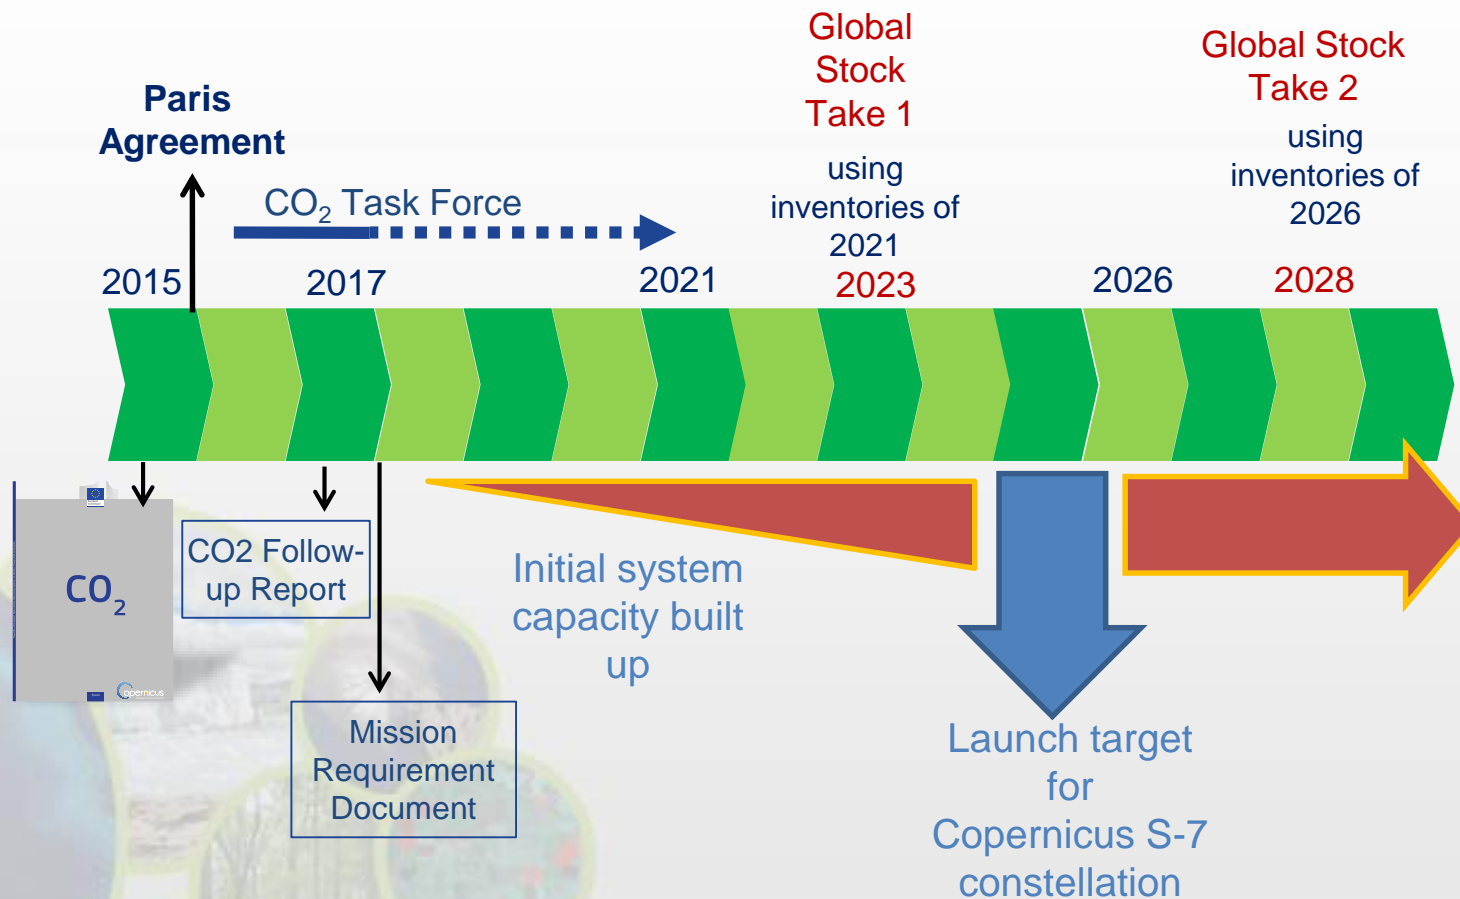 Global
Stock
Take 1
using
inventories of
2021
Global Stock
Take 2
using
inventories of
2026
Paris
Agreement
CO₂ Task Force
2015
2017
2021
2023
2026
2028
CO₂
Copernicus
CO2 Follow-
up Report
Mission
Requirement
Document
Initial system
capacity built
up
Launch target
for
Copernicus S-7
constellation